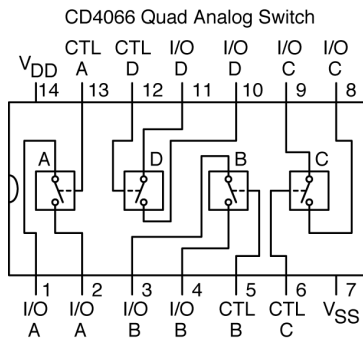 CD4066 Quad Analog Switch
CTL CTL I/O I/O I/O I/O
VDD A D D D C C
14 13 12 11 10 9 8
A D B C
1 2 3 4 5 6 7
I/O I/O I/O I/O CTL CTL VSS
A A B B B C